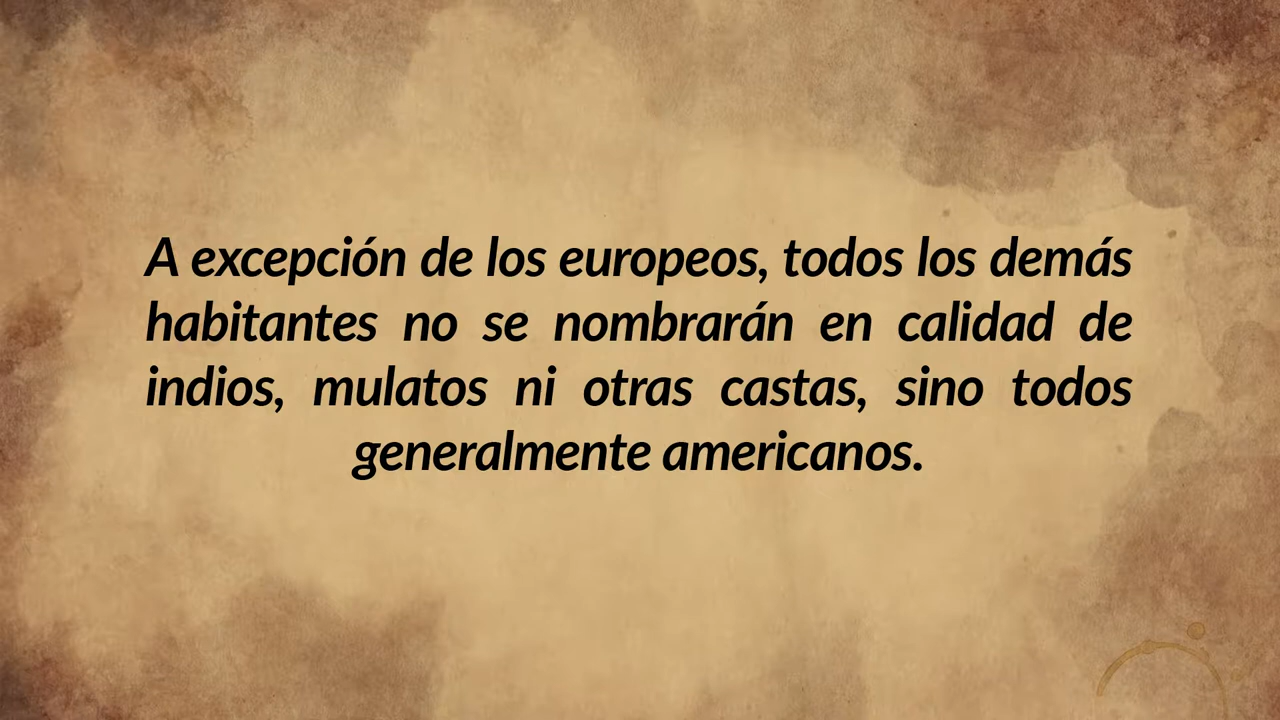 A excepción de los europeos, todos los demás
habitantes no se nombrarán en calidad de
indios, mulatos ni otras castas, sino todos
generalmente americanos.